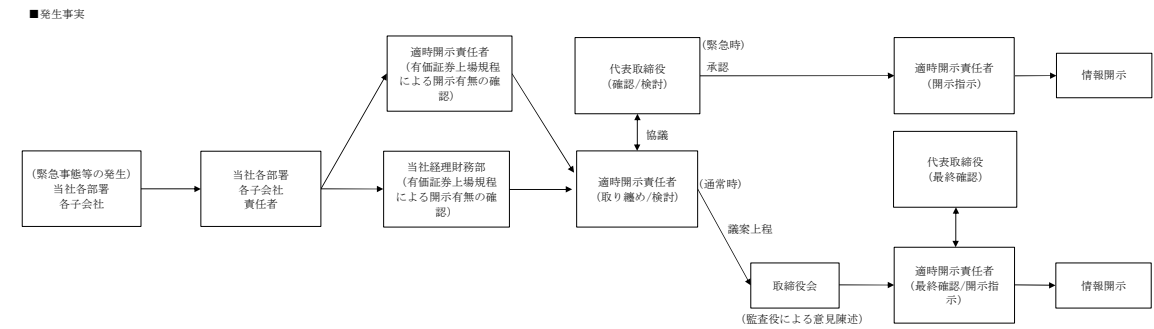 ■発生事実
(緊急事態等の発生)
当社各部署
各子会社
当社各部署
各子会社
責任者
適時開示責任者
(有価証券上場規程
による開示有無の確
認)
当社経理財務部
(有価証券上場規程
による開示有無の確
認)
代表取締役
(確認/検討)
協議
適時開示責任者
(取り纏め/検討)
(緊急時)
承認
適時開示責任者
(開示指示)
情報開示
(通常時)
議案上程
取締役会
(監査役による意見陳述)
代表取締役
(最終確認)
適時開示責任者
(最終確認/開示指
示)
情報開示